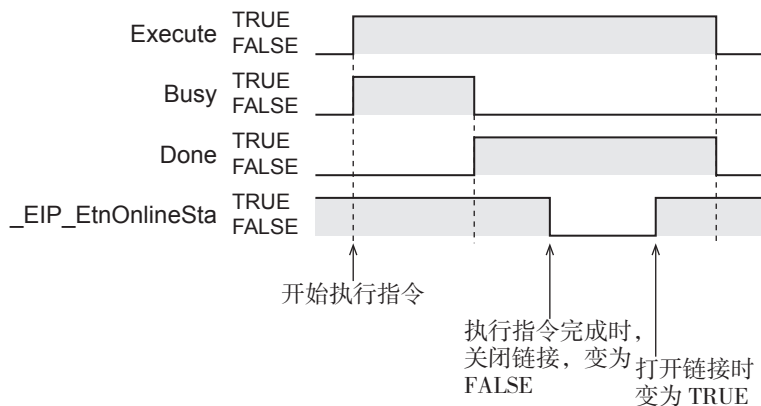 Execute TRUE
FALSE
Busy TRUE
FALSE
Done TRUE
FALSE
_EIP_EtnOnlineSta TRUE
FALSE
开始执行指令
执行指令完成时，
关闭链接，变为
FALSE
打开链接时
变为 TRUE